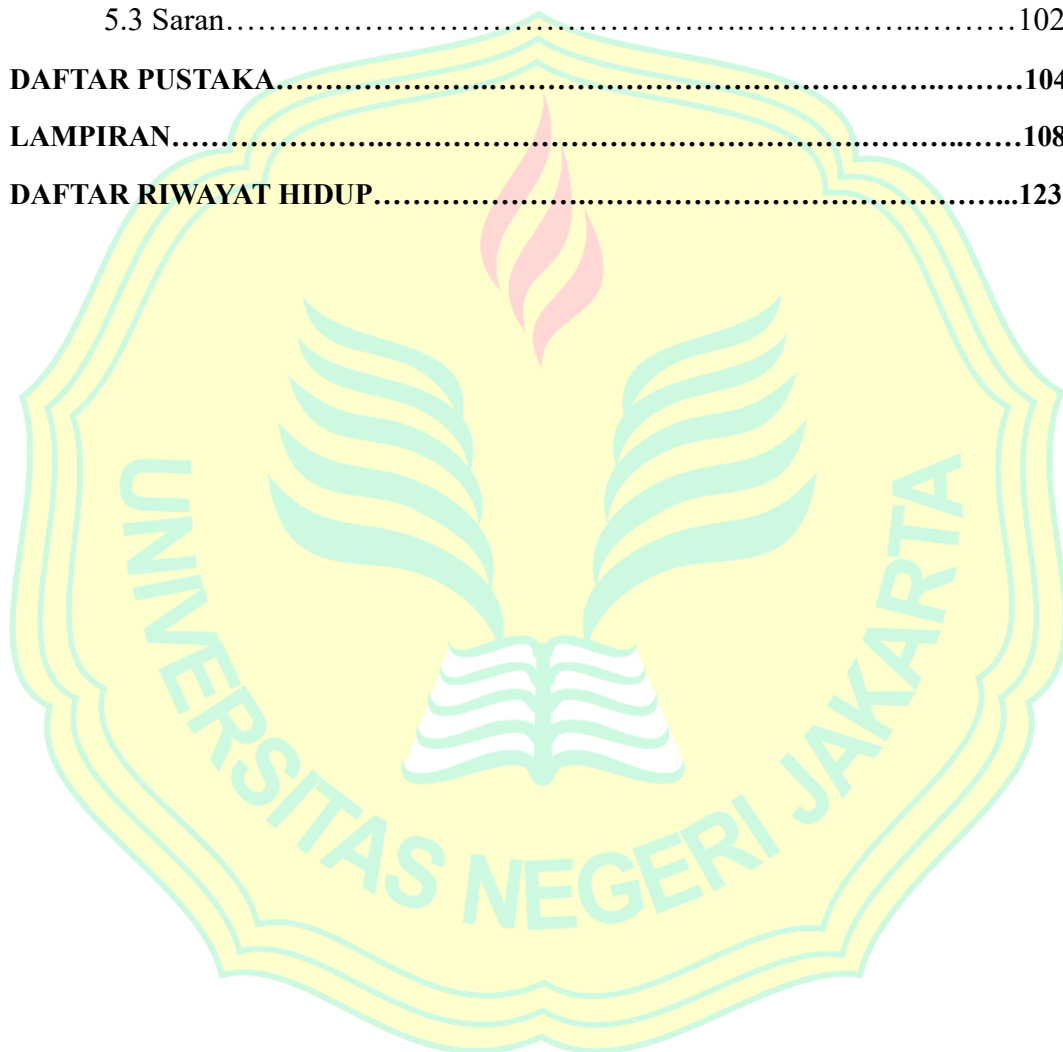 5.3 Saran……………………………………………………………..………102
DAFTAR PUSTAKA………………….……………………………………….………104
LAMPIRAN………………….…………………………………………………..……108
DAFTAR RIWAYAT HIDUP………………….……………………………………...123
UNIVERSITAS NEGERI JAKARTA